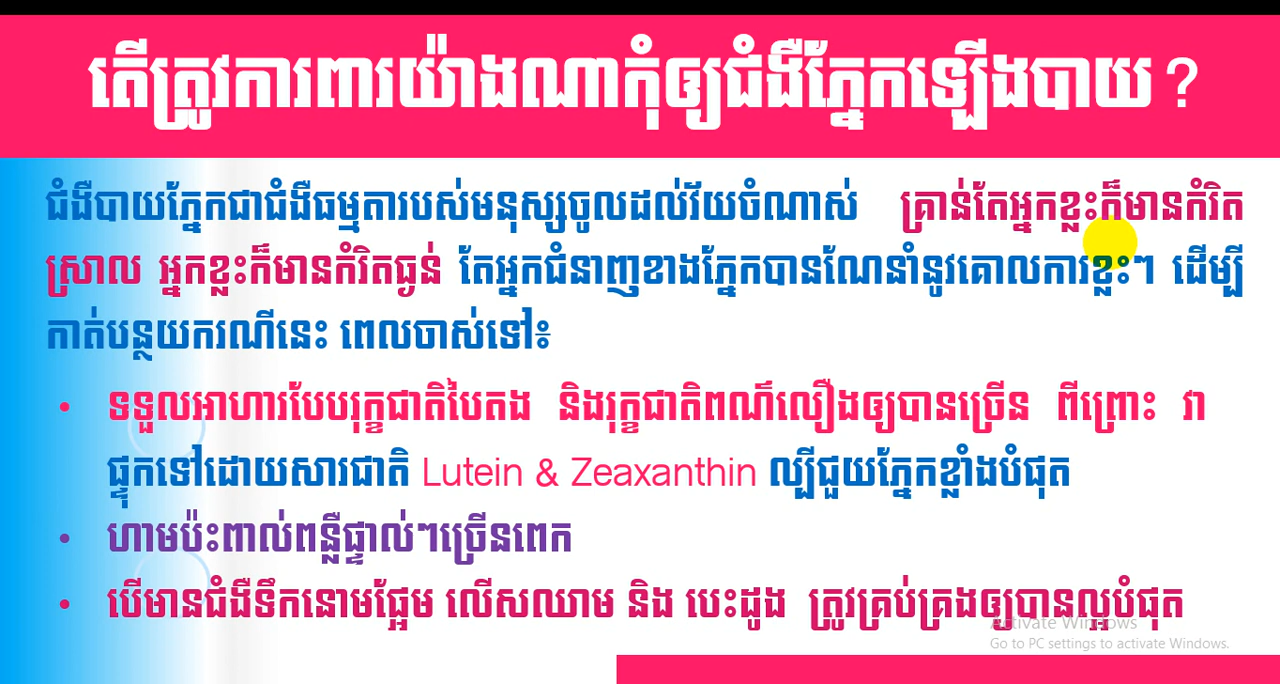 តើត្រូវការពារយ៉ាងណាកុំឲ្យជំងឺភ្នែកឡើងបាយ?
ជំងឺបាយភ្នែកជាជំងឺធម្មតារបស់មនុស្សចូលដល់វ័យចំណាស់ គ្រាន់តែអ្នកខ្លះក៏មានកំរិត
ស្រាល អ្នកខ្លះក៏មានកំរិតធ្ងន់ តែអ្នកជំនាញខាងភ្នែកបានណែនាំនូវគោលការខ្លះៗ ដើម្បី
កាត់បន្ថយករណីនេះ ពេលចាស់ទៅ៖
• ទទួលអាហារបែបរុក្ខជាតិបៃតង និងរុក្ខជាតិពណ៌លឿងឲ្យបានច្រើន ពីព្រោះ វា
ផ្ទុកទៅដោយសារជាតិ Lutein & Zeaxanthin ល្បីជួយភ្នែកខ្លាំងបំផុត
• ហាមប៉ះពាល់ពន្លឺផ្ទាល់ៗច្រើនពេក
• បើមានជំងឺទឹកនោមផ្អែម លើសឈាម និង បេះដូង ត្រូវគ្រប់គ្រងឲ្យបានល្អបំផុត
Activate Windows
Go to PC settings to activate Windows.